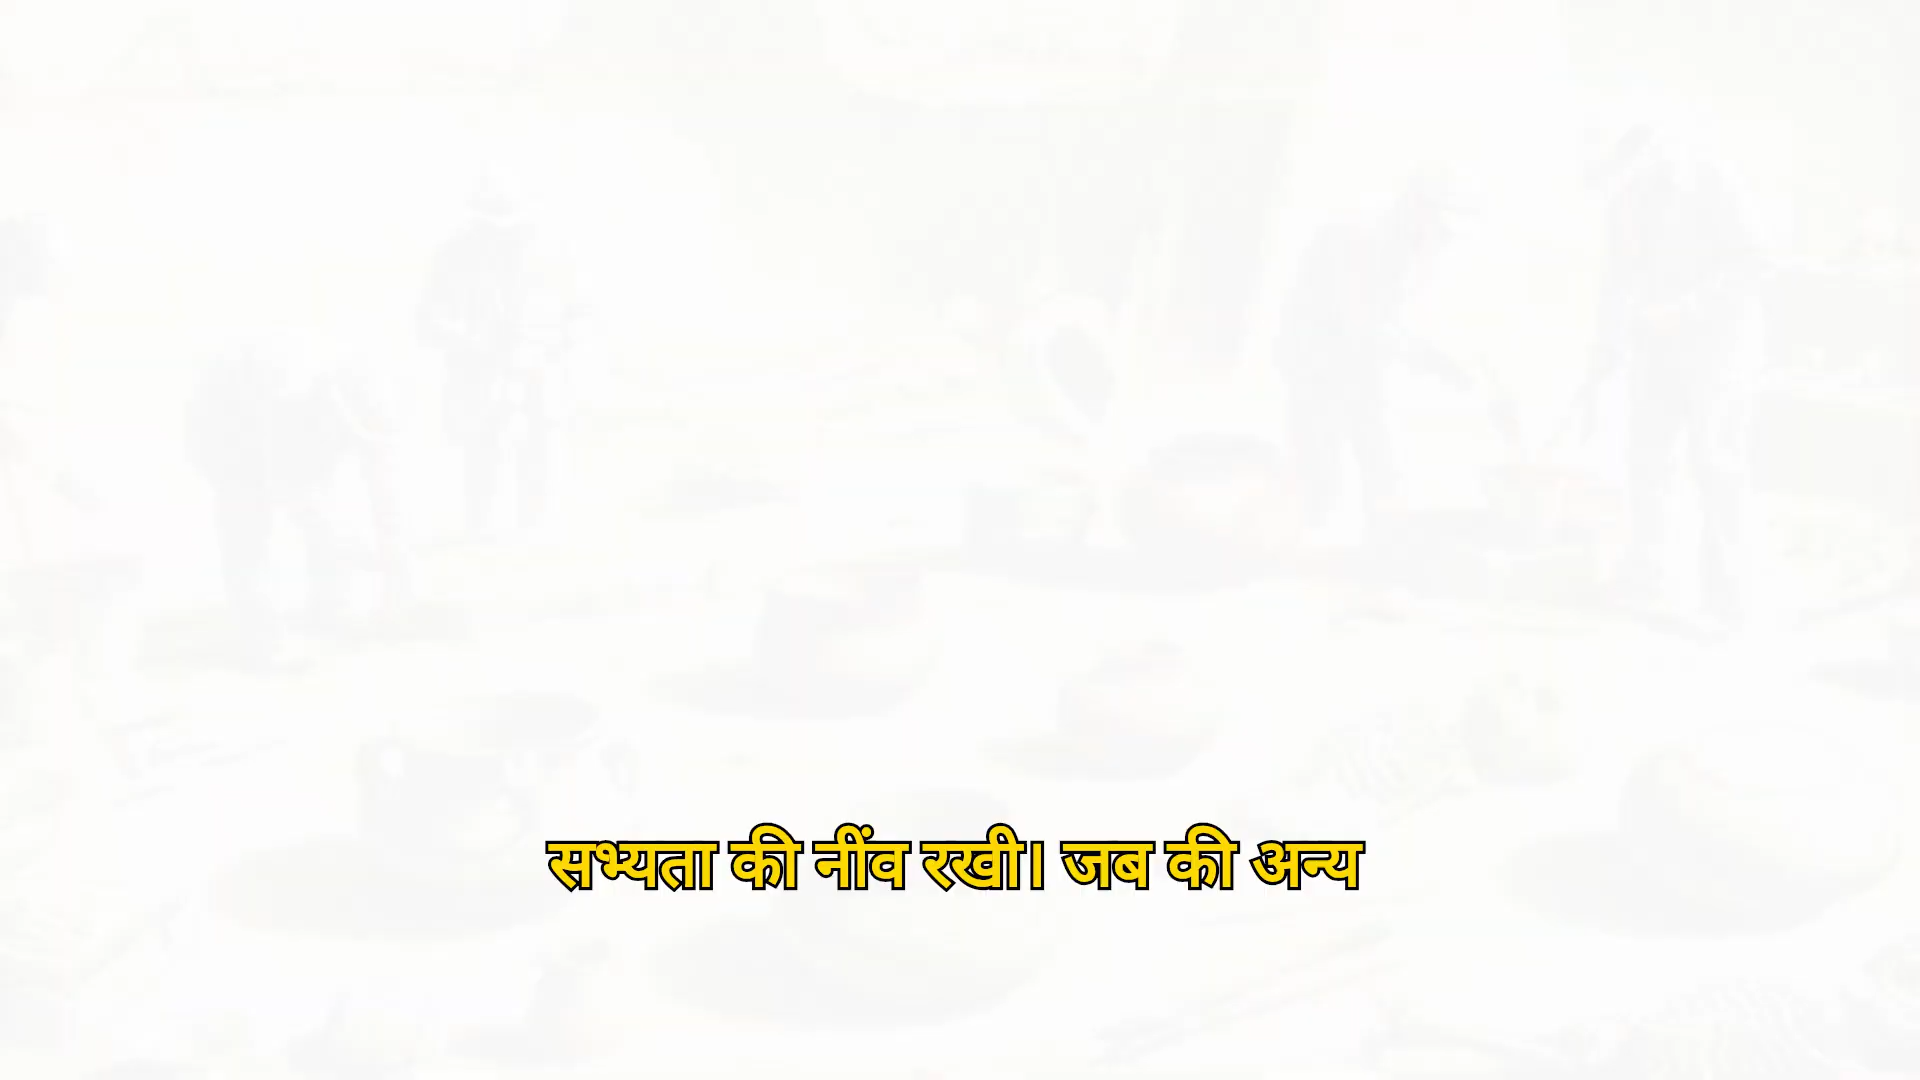 सभ्यता की नींव रखी। जब की अन्य